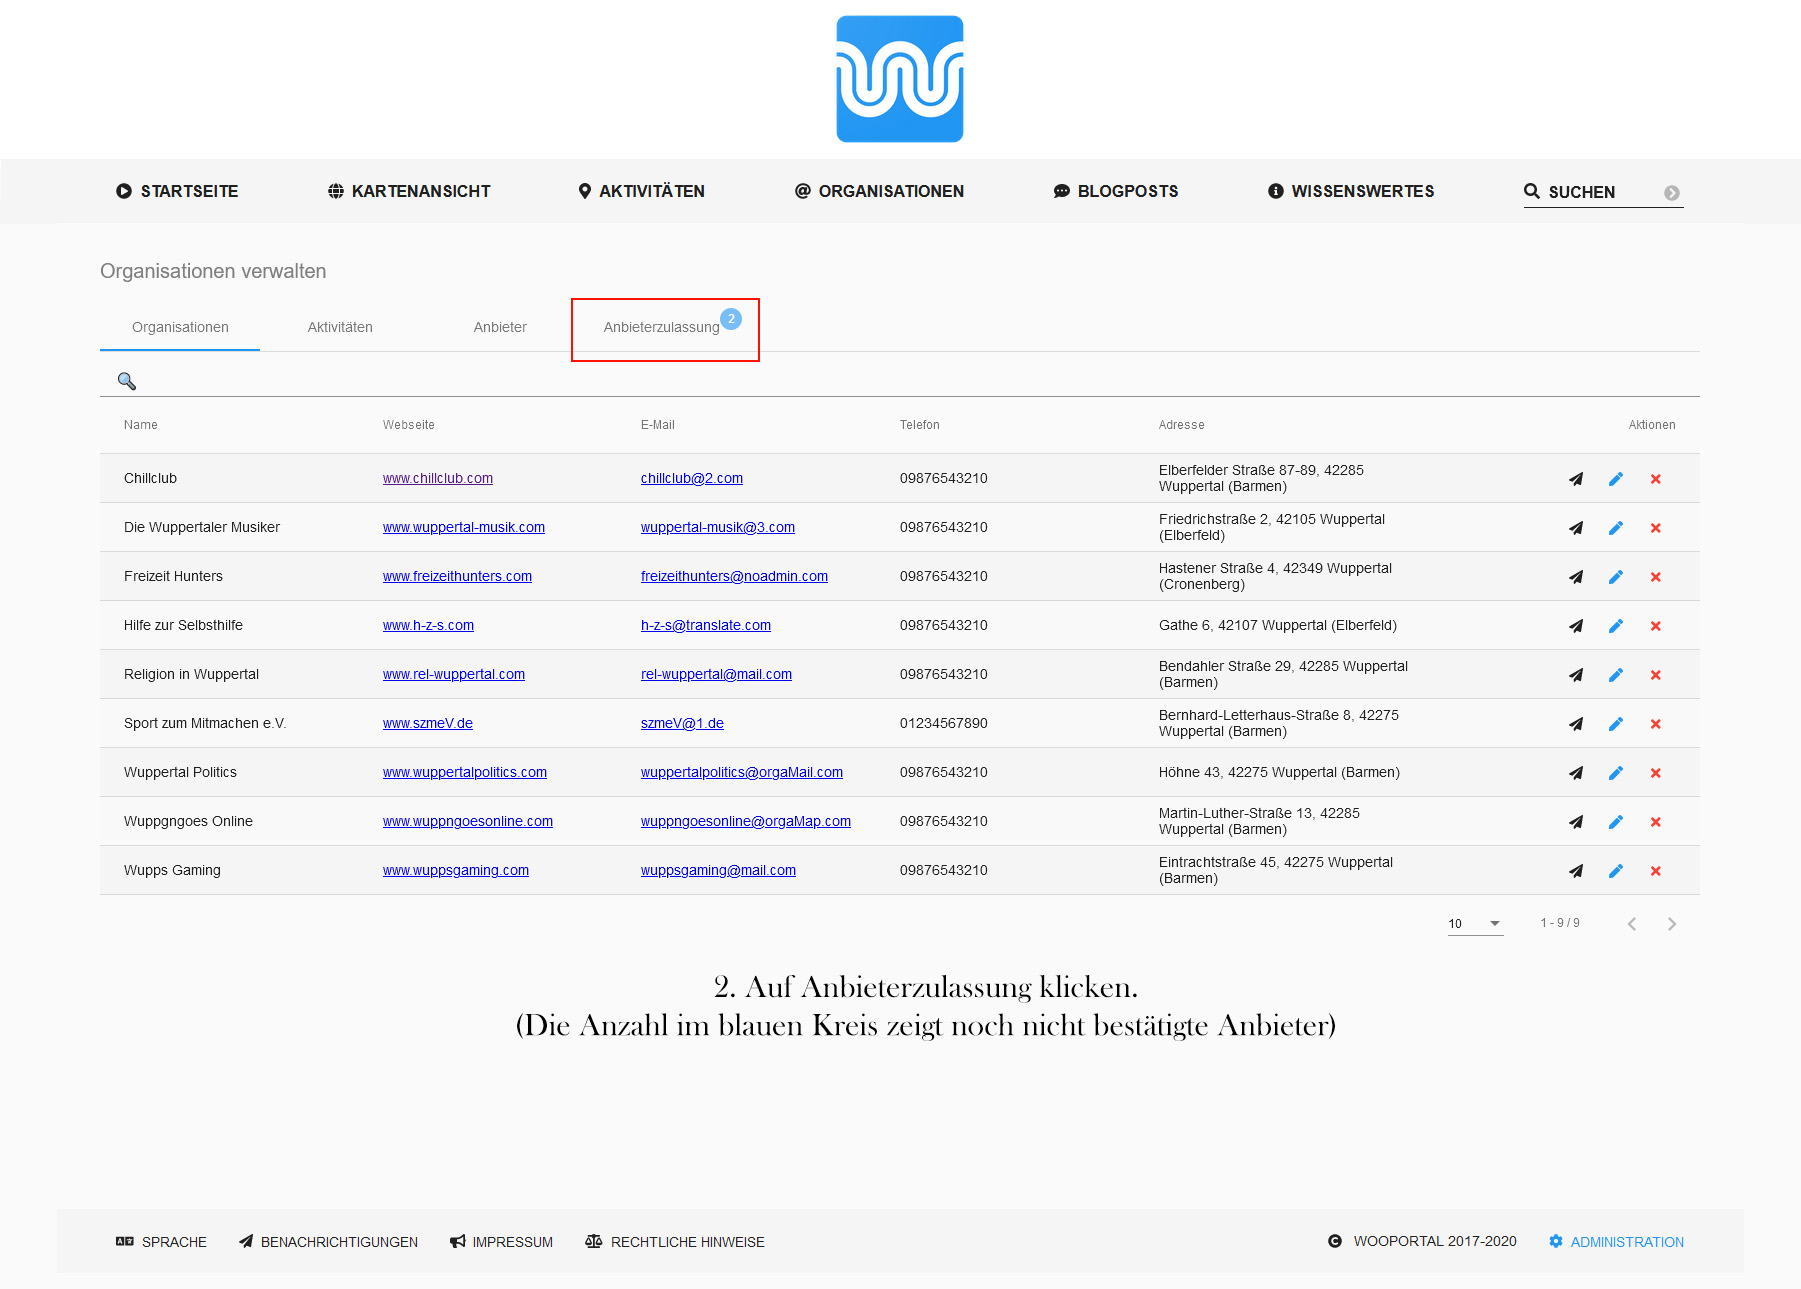 STARTSEITE KARTENANSICHT AKTIVITÄTEN ORGANISATIONEN BLOGPOSTS WISSENSWERTES SUCHEN
Organisationen verwalten
Organisationen Aktivitäten Anbieter Anbieterzulassung 2
Name Webseite E-Mail Telefon Adresse Aktionen
Chillclub www.chillclub.com chillclub@2.com 09876543210 Elberfelder Straße 87-89, 42285
Wuppertal (Barmen)
Die Wuppertaler Musiker www.wuppertal-musik.com wuppertal-musik@3.com 09876543210 Friedrichstraße 2, 42105 Wuppertal
(Elberfeld)
Freizeit Hunters www.freizeithunters.com freizeithunters@noadmin.com 09876543210 Hastener Straße 4, 42349 Wuppertal
(Cronenberg)
Hilfe zur Selbsthilfe www.h-z-s.com h-z-s@translate.com 09876543210 Gathe 6, 42107 Wuppertal (Elberfeld)
Religion in Wuppertal www.rel-wuppertal.com rel-wuppertal@mail.com 09876543210 Bendahler Straße 29, 42285 Wuppertal
(Barmen)
Sport zum Mitmachen e.V. www.szmeV.de szmeV@1.de 01234567890 Bernhard-Letterhaus-Straße 8, 42275
Wuppertal (Barmen)
Wuppertal Politics www.wuppertalpolitics.com wuppertalpolitics@orgaMail.com 09876543210 Höhne 43, 42275 Wuppertal (Barmen)
Wuppgngoes Online www.wuppngoesonline.com wuppngoesonline@orgaMap.com 09876543210 Martin-Luther-Straße 13, 42285
Wuppertal (Barmen)
Wupps Gaming www.wuppsgaming.com wuppsgaming@mail.com 09876543210 Eintrachtstraße 45, 42275 Wuppertal
(Barmen)
10 1 - 9 / 9
2. Auf Anbieterzulassung klicken.
(Die Anzahl im blauen Kreis zeigt noch nicht bestätigte Anbieter)
SPRACHE BENACHRICHTIGUNGEN IMPRESSUM RECHTLICHE HINWEISE WOOPORTAL 2017-2020 ADMINISTRATION